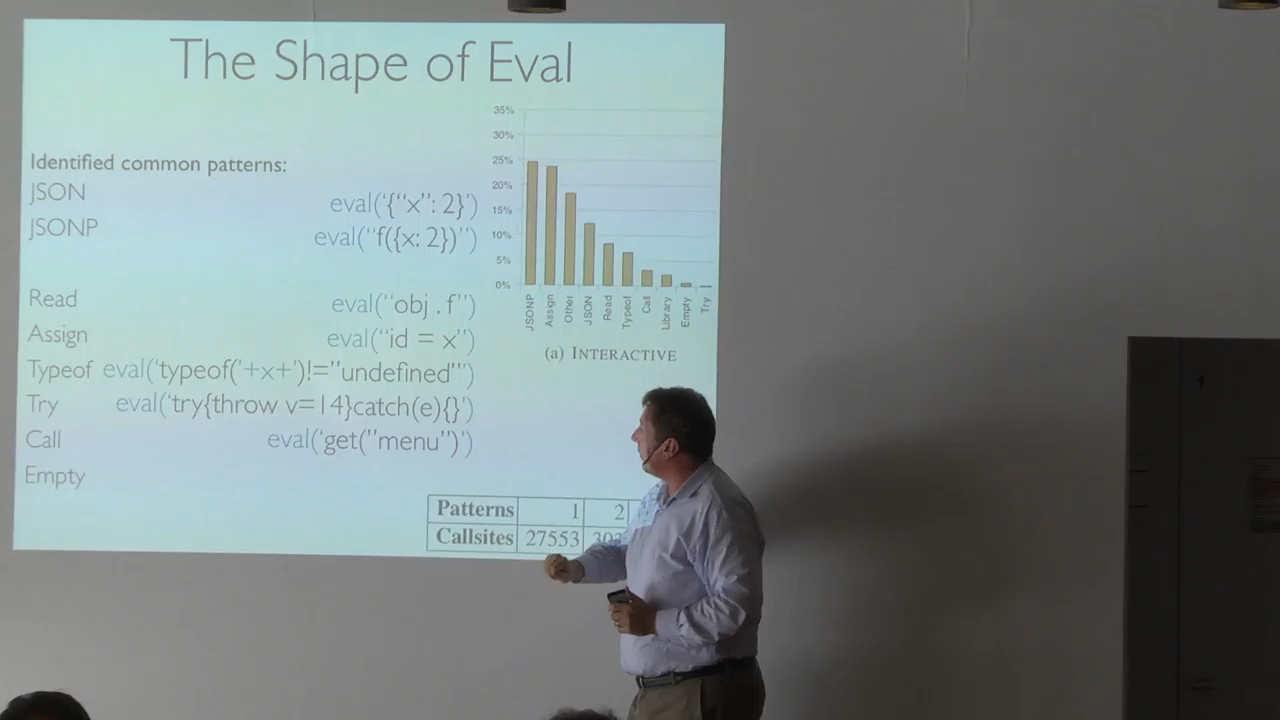 The Shape of Eval
Identified common patterns:
JSON eval('{"x": 2}')
JSONP eval("f({x: 2})")
Read eval("obj . f")
Assign eval("id = x")
Typeof eval('typeof('+x+')!="undefined"')
Try eval('try{throw v=14}catch(e){}')
Call eval('get("menu")')
Empty
35%
30%
25%
20%
15%
10%
5%
0%
JSONP Assign Other JSON Read Typeof Call Library Empty Try
(a) INTERACTIVE
Patterns 1 2
Callsites 27553
1